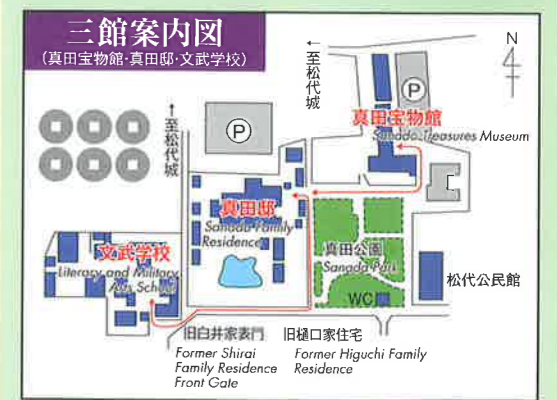 三館案内図
(真田宝物館・真田邸・文武学校)
←至松代城
N
P
真田宝物館
Sanada Treasures Museum
←至松代城
P
真田邸
Sanada Family
Residence
文武学校
Literacy and Military
Arts School
真田公園
Sanada Park
松代公民館
WC
旧白井家表門
Former Shirai
Family Residence
Front Gate
旧樋口家住宅
Former Higuchi Family
Residence